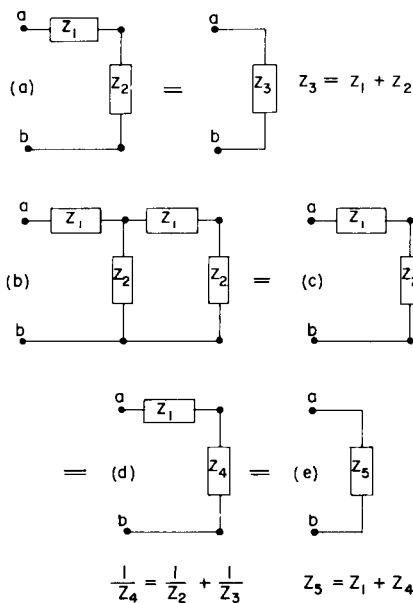 a Z₁ a
(a) Z₂ = Z₃ Z₃ = Z₁ + Z₂
b b
a Z₁ Z₁ a Z₁
(b) Z₂ Z₂ = (c)
b b
a Z₁ a
= (d) Z₄ = (e) Z₅
b b
1/Z₄ = 1/Z₂ + 1/Z₃ Z₅ = Z₁ + Z₄